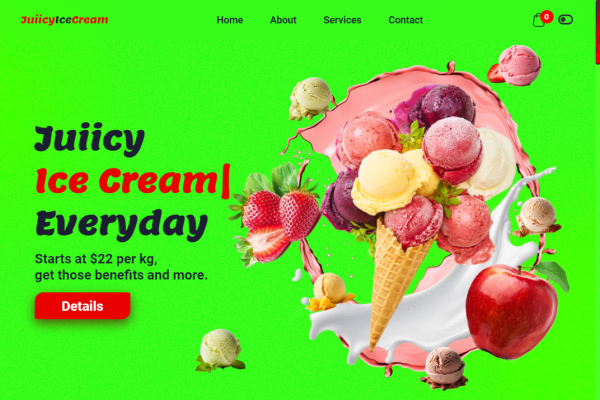 JuiicyIceCream
Home About Services Contact
0
Juiicy
Ice Cream|
Everyday
Starts at $22 per kg,
get those benefits and more.
Details